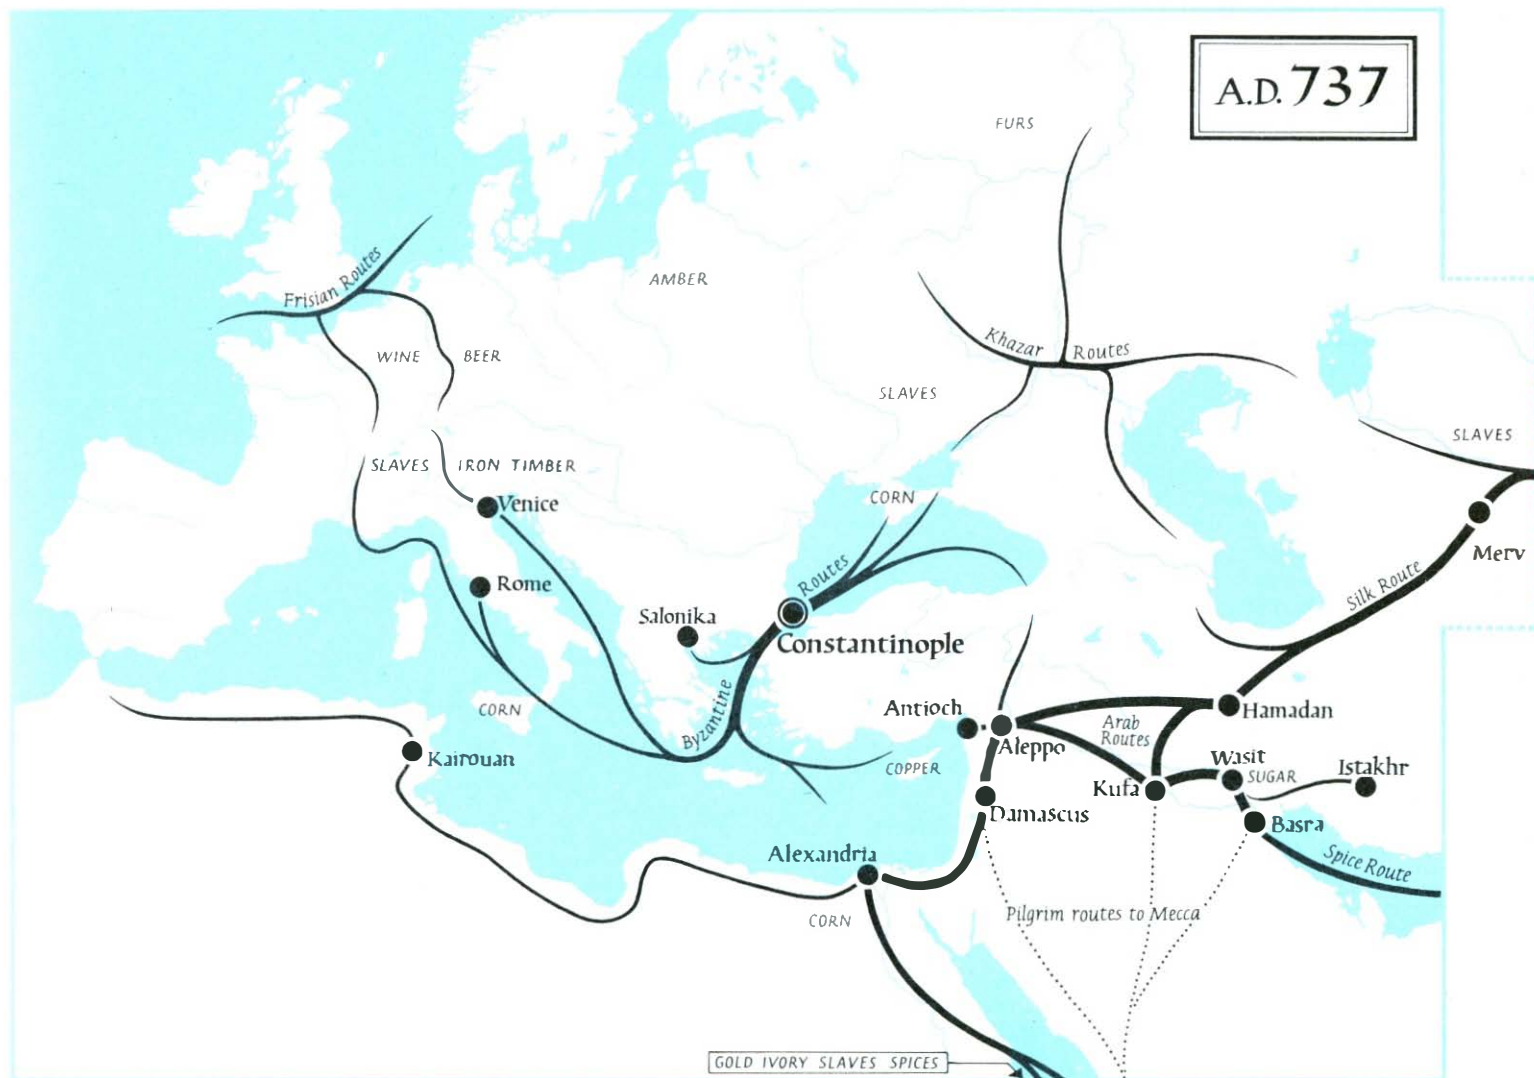 A.D. 737
FURS
Frisian Routes
AMBER
Khazar Routes
WINE
BEER
SLAVES
SLAVES
SLAVES
IRON TIMBER
CORN
Venice
Merv
Silk Route
Rome
Routes
Salonika
Constantinople
Byzantine
CORN
Antioch
Hamadan
Arab
Routes
Aleppo
Kairouan
COPPER
Wasit
SUGAR
Istakhr
Kufa
Damascus
Basra
Alexandria
Spice Route
CORN
Pilgrim routes to Mecca
GOLD IVORY SLAVES SPICES